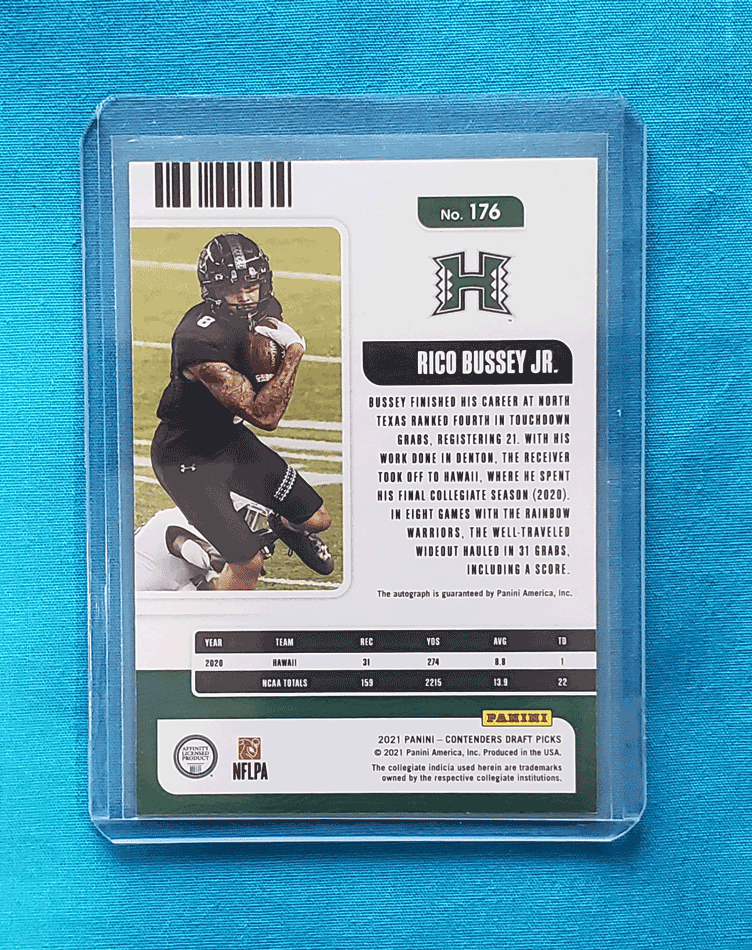 No. 176
H
8
RICO BUSSEY JR.
BUSSEY FINISHED HIS CAREER AT NORTH
TEXAS RANKED FOURTH IN TOUCHDOWN
GRABS, REGISTERING 21. WITH HIS
WORK DONE IN DENTON, THE RECEIVER
TOOK OFF TO HAWAII, WHERE HE SPENT
HIS FINAL COLLEGIATE SEASON (2020).
IN EIGHT GAMES WITH THE RAINBOW
WARRIORS, THE WELL-TRAVELED
WIDEOUT HAULED IN 31 GRABS,
INCLUDING A SCORE.
The autograph is guaranteed by Panini America, Inc.
YEAR TEAM REC YDS AVG TD
2020 HAWAII 31 274 8.8 1
NCAA TOTALS 159 2215 13.9 22
PANINI
2021 PANINI – CONTENDERS DRAFT PICKS
© 2021 Panini America, Inc. Produced in the USA.
The collegiate indicia used herein are trademarks
owned by the respective collegiate institutions.
AFFINITY
LICENSED
PRODUCT
NFLPA